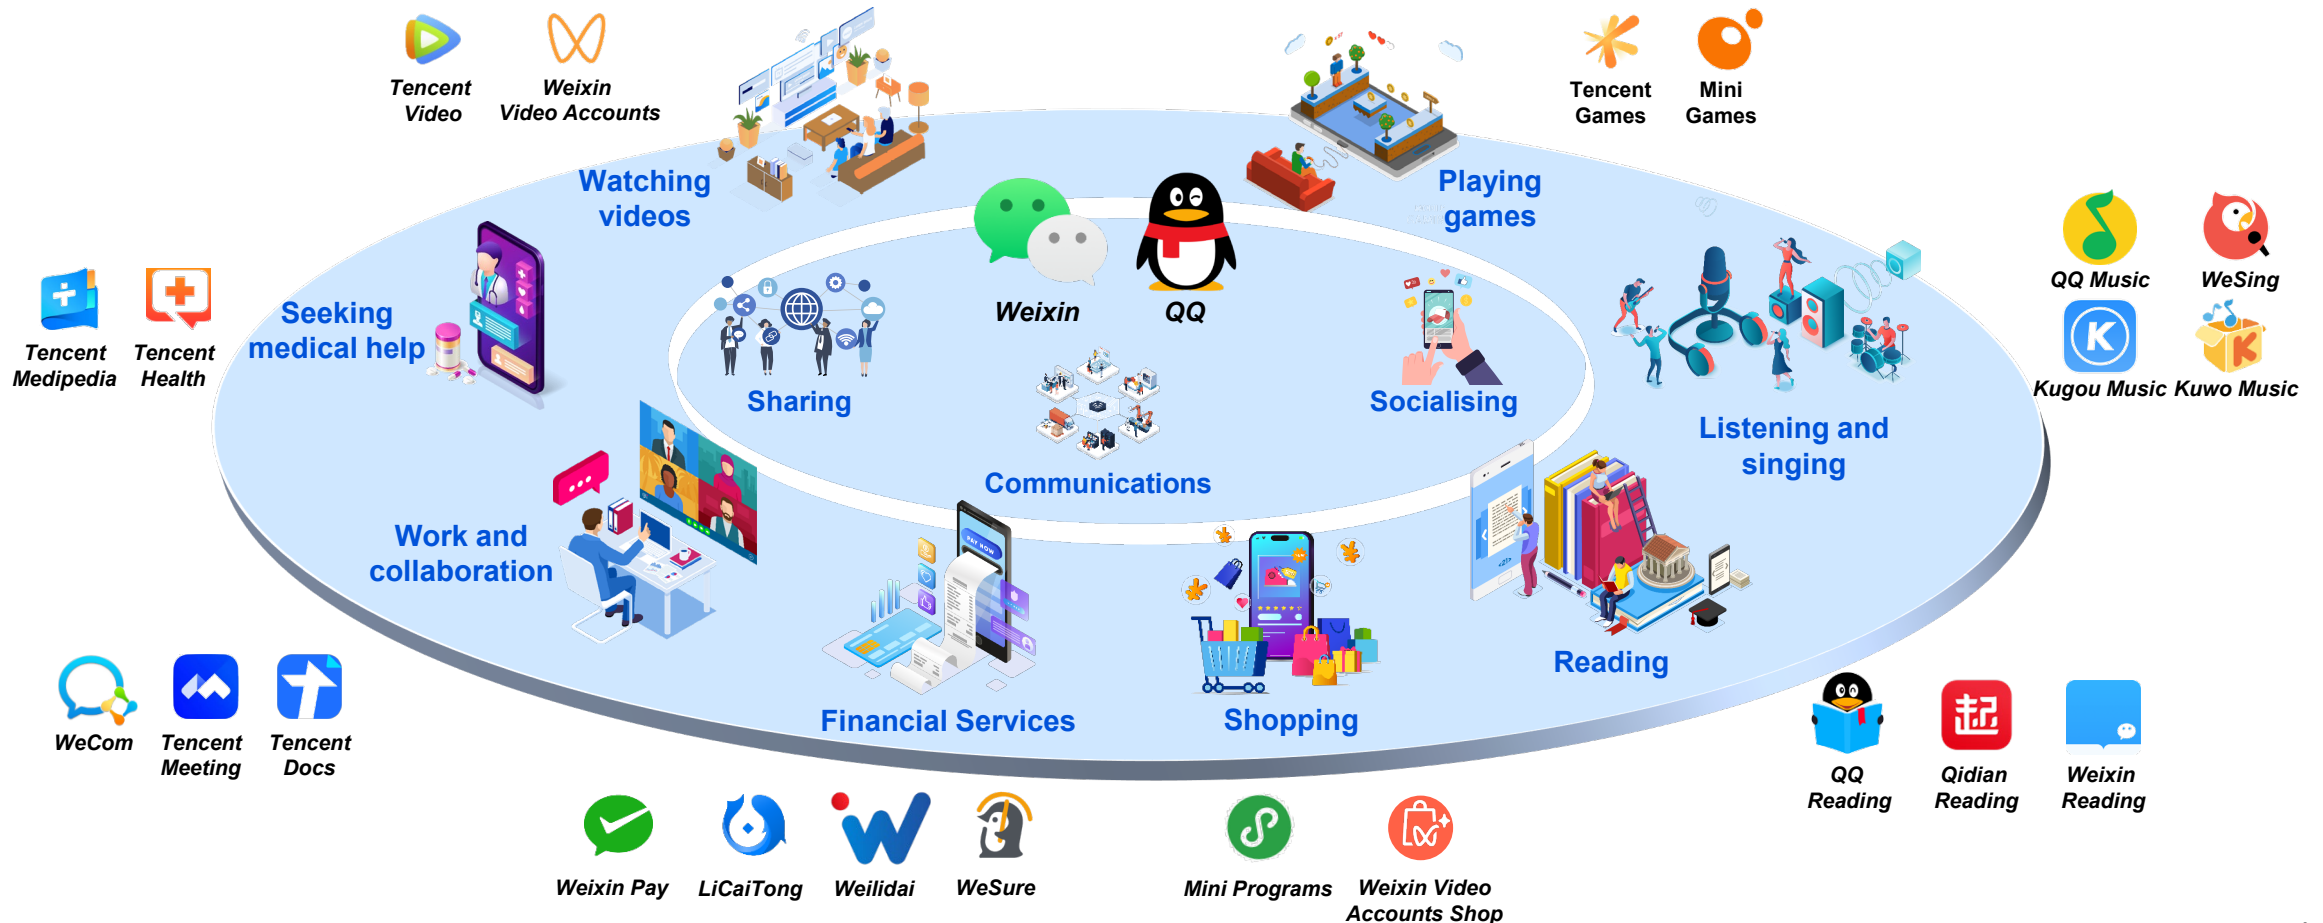 Tencent
Video
Weixin
Video Accounts
Tencent
Games
Mini
Games
Watching
videos
Playing
games
QQ Music
WeSing
Kugou Music
Kuwo Music
Tencent
Medipedia
Tencent
Health
Seeking
medical help
Weixin
QQ
Sharing
Socialising
Communications
Listening and
singing
Work and
collaboration
PAY NOW
Financial Services
Shopping
Reading
WeCom
Tencent
Meeting
Tencent
Docs
QQ
Reading
起
Qidian
Reading
Weixin
Reading
Weixin Pay
LiCaiTong
Weilidai
WeSure
Mini Programs
Weixin Video
Accounts Shop